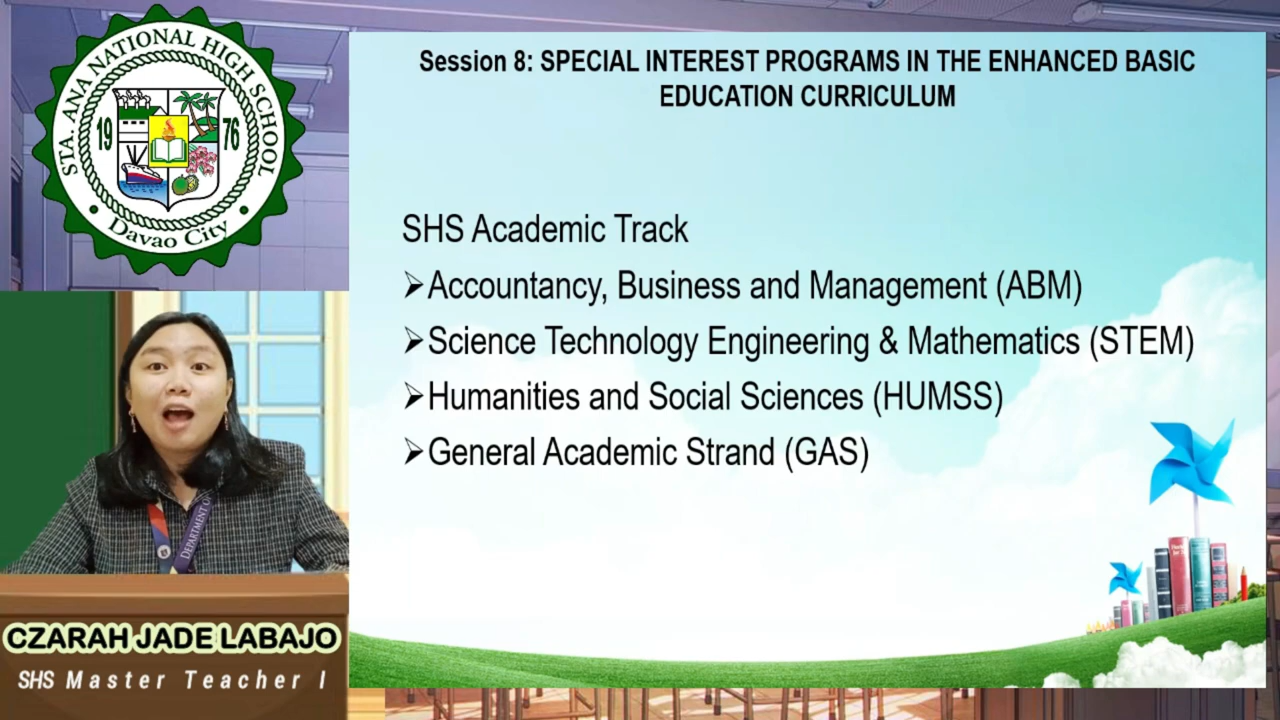 STA. ANA NATIONAL HIGH SCHOOL
19 76
Davao City
Session 8: SPECIAL INTEREST PROGRAMS IN THE ENHANCED BASIC
EDUCATION CURRICULUM
SHS Academic Track
➢Accountancy, Business and Management (ABM)
➢Science Technology Engineering & Mathematics (STEM)
➢Humanities and Social Sciences (HUMSS)
➢General Academic Strand (GAS)
DEPARTMENT
CZARAH JADE LABAJO
SHS Master Teacher I